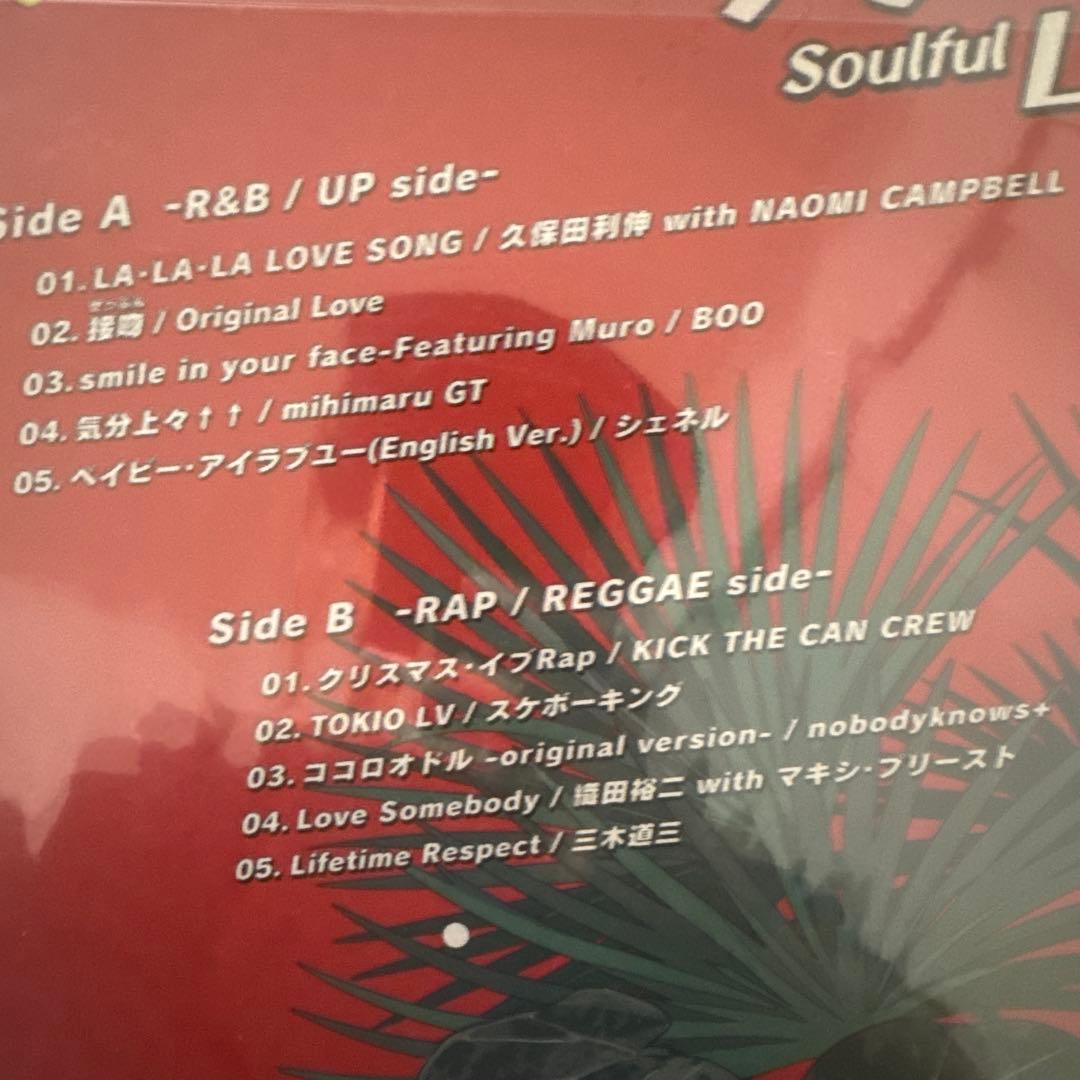 Soulful L
Side A -R&B / UP side-
01. LA・LA・LA LOVE SONG / 久保田利伸 with NAOMI CAMPBELL
せっぷん
02. 接吻 / Original Love
03. smile in your face-Featuring Muro / BOO
04. 気分上々↑↑ / mihimaru GT
05. ベイビー・アイラブユー(English Ver.) / シェネル
Side B -RAP / REGGAE side-
01. クリスマス・イブRap / KICK THE CAN CREW
02. TOKIO LV / スケボーキング
03. ココロオドル -original version- / nobodyknows+
04. Love Somebody / 織田裕二 with マキシ・プリースト
05. Lifetime Respect / 三木道三